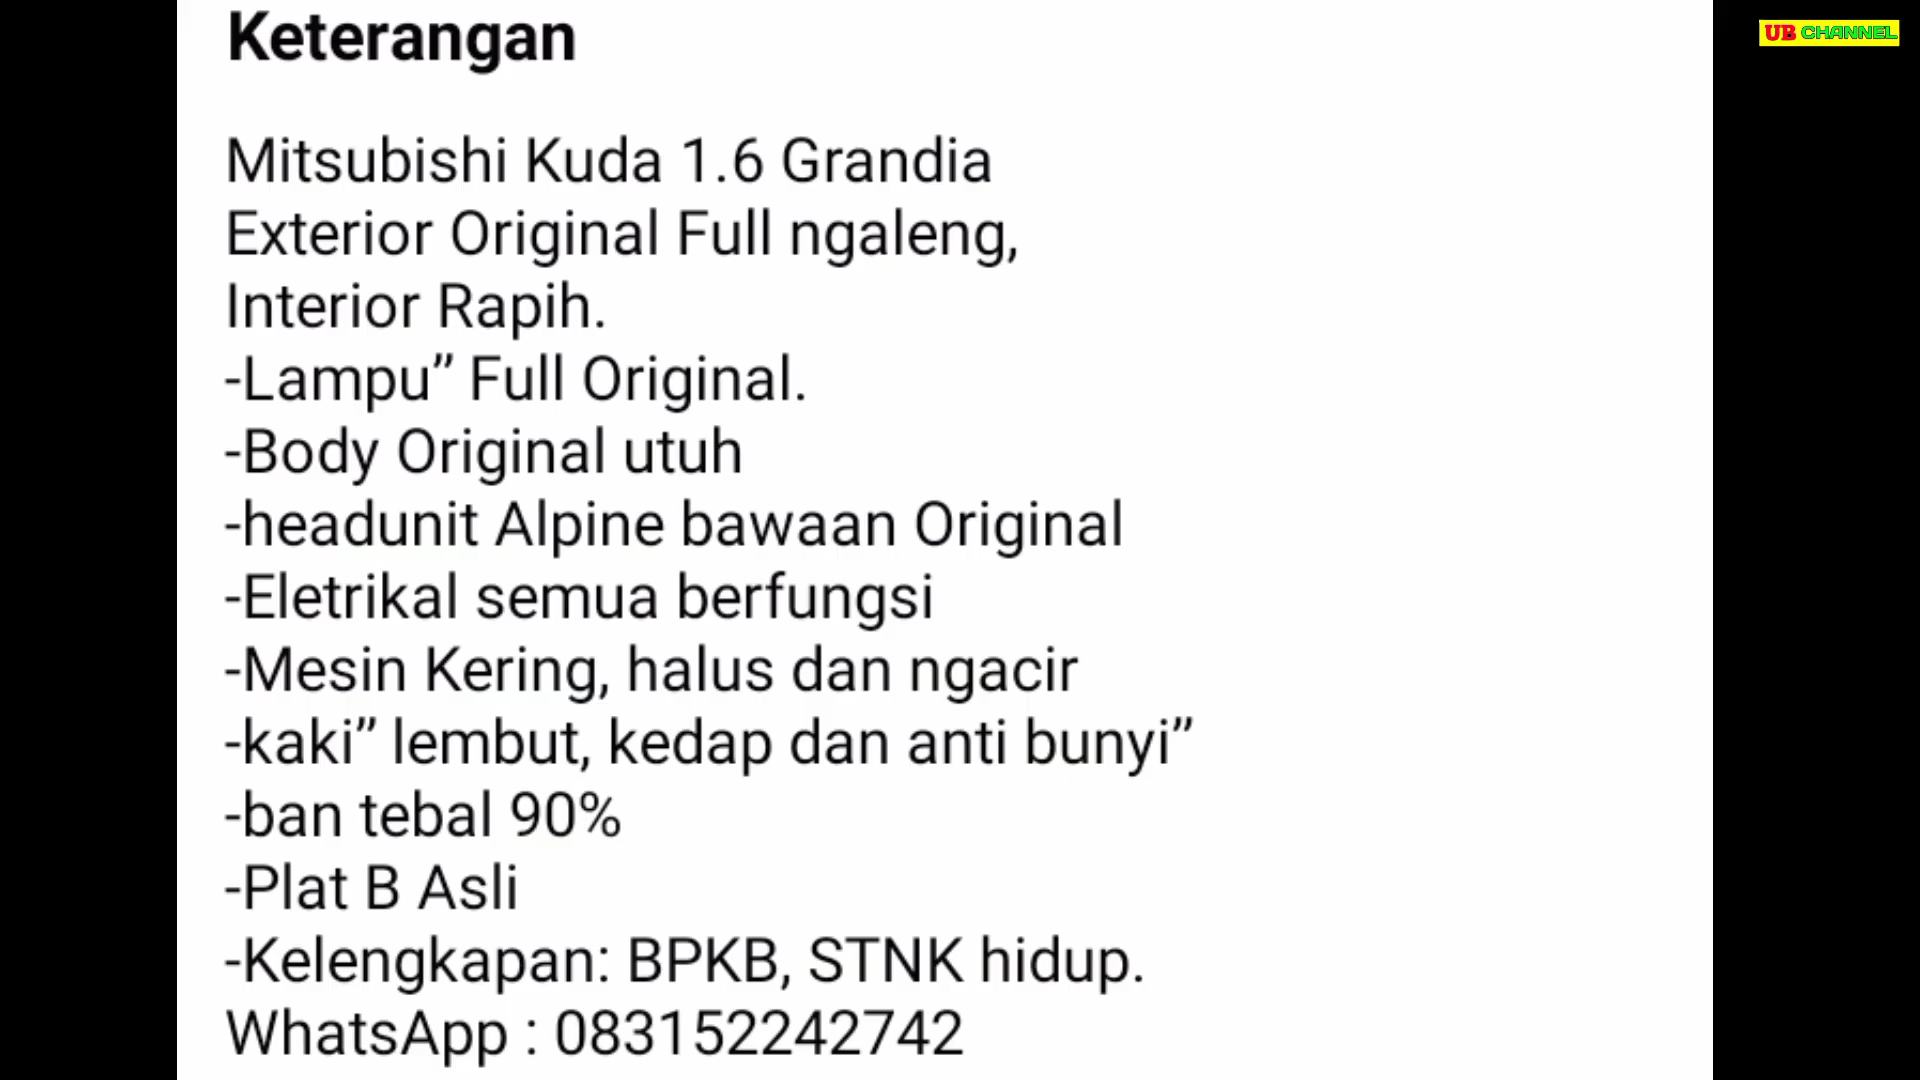 Keterangan
UB CHANNEL
Mitsubishi Kuda 1.6 Grandia
Exterior Original Full ngaleng,
Interior Rapih.
-Lampu” Full Original.
-Body Original utuh
-headunit Alpine bawaan Original
-Eletrikal semua berfungsi
-Mesin Kering, halus dan ngacir
-kaki” lembut, kedap dan anti bunyi”
-ban tebal 90%
-Plat B Asli
-Kelengkapan: BPKB, STNK hidup.
WhatsApp : 083152242742